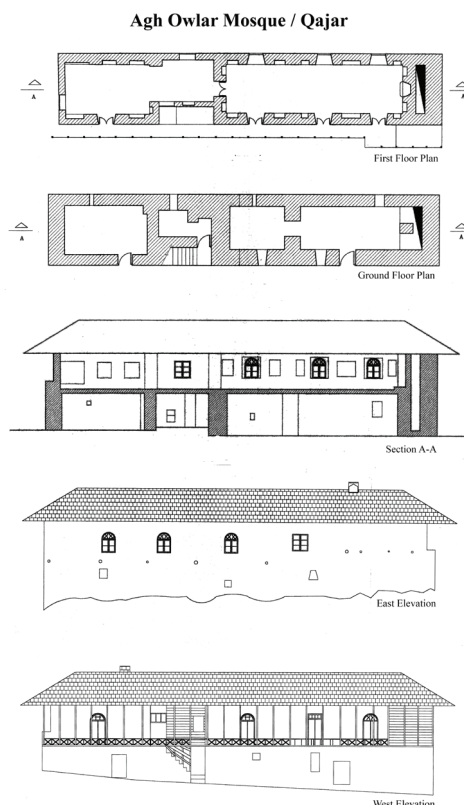 Agh Owlar Mosque / Qajar
A
A
First Floor Plan
A
A
Ground Floor Plan
Section A-A
East Elevation
West Elevation